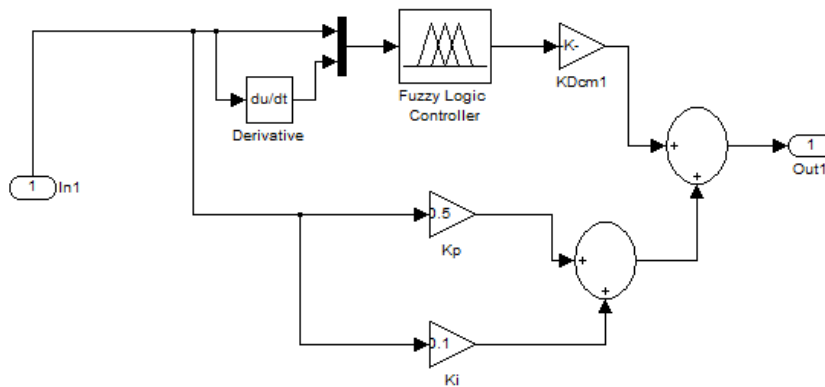 -K-
KDcm1
Fuzzy Logic
Controller
du/dt
Derivative
1
In1
+
+
1
Out1
0.5
Kp
+
+
0.1
Ki